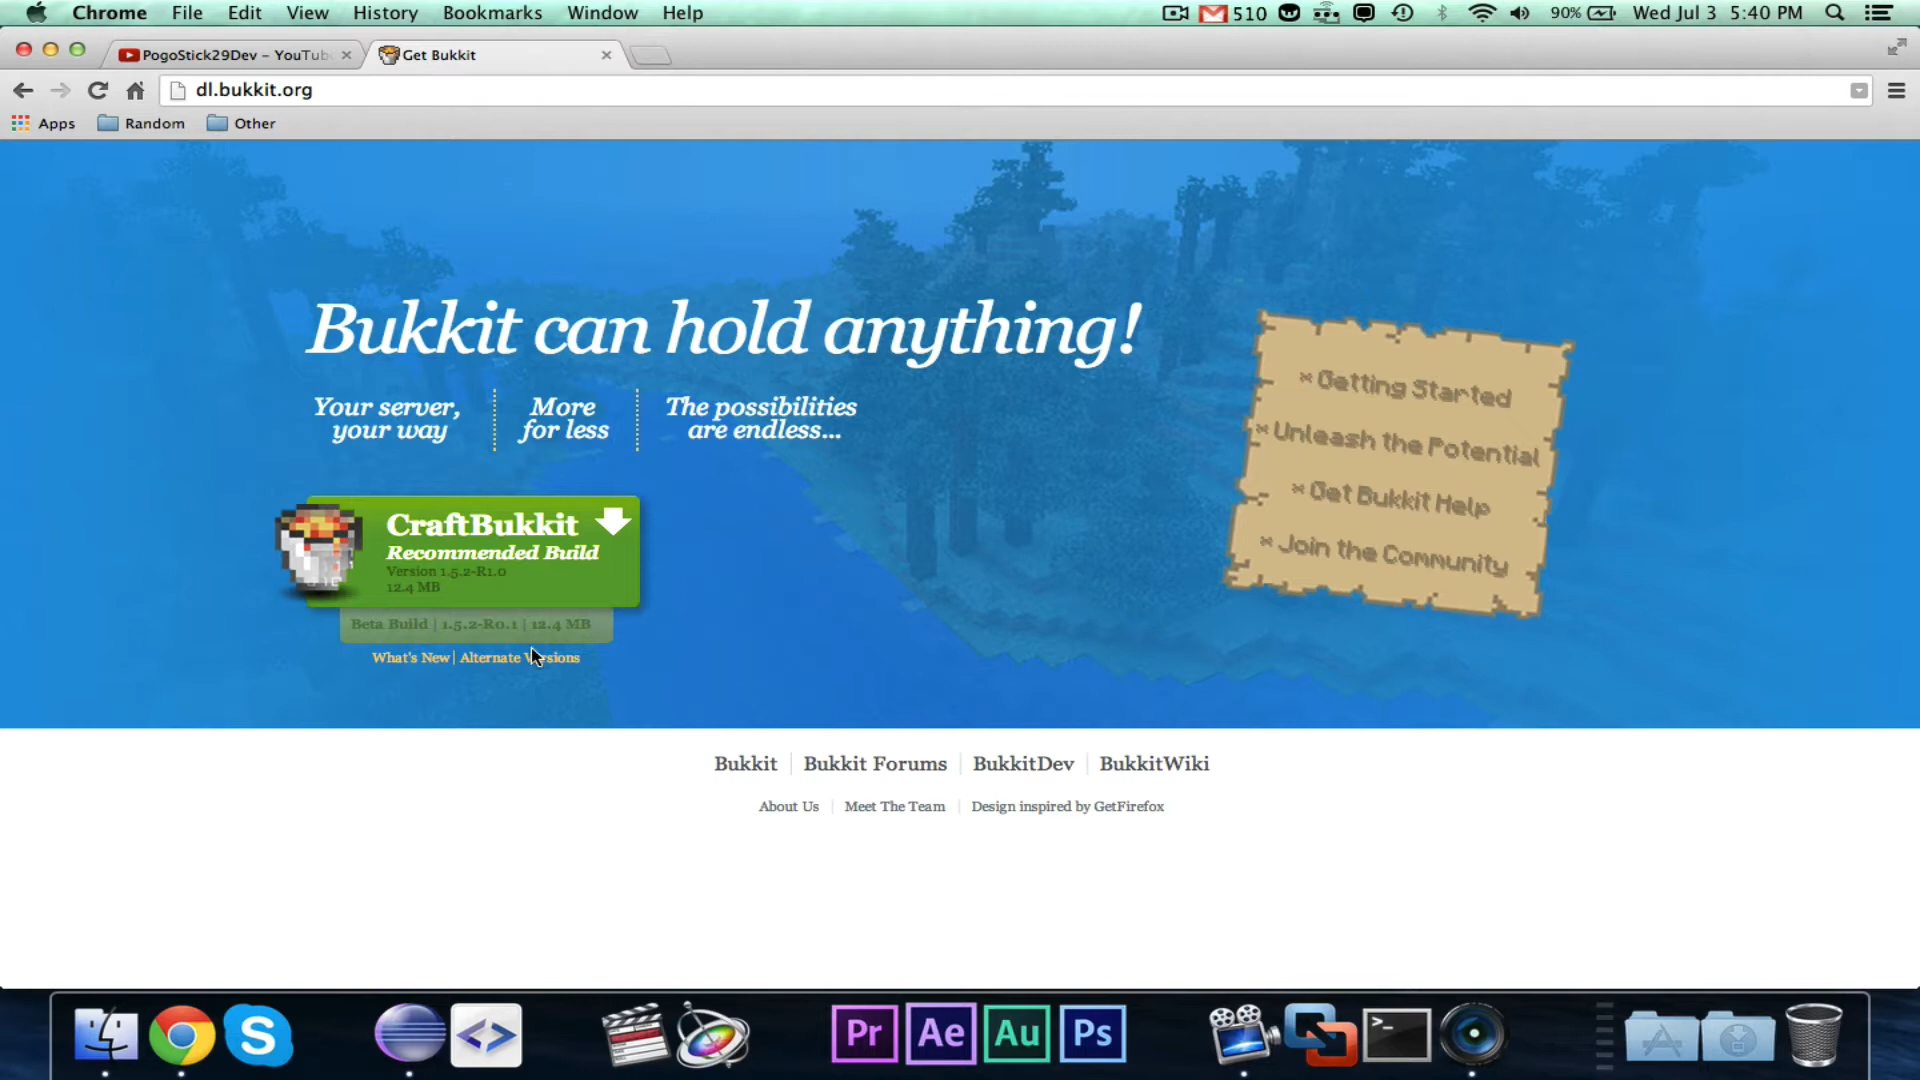 Chrome File Edit View History Bookmarks Window Help 510 90% Wed Jul 3 5:40 PM
PogoStick29Dev – YouTub
Get Bukkit
dl.bukkit.org
Apps Random Other
Bukkit can hold anything!
Your server, your way
More for less
The possibilities are endless...
× Getting Started
× Unleash the Potential
× Get Bukkit Help
× Join the Community
CraftBukkit
Recommended Build
Version 1.5.2-R1.0
12.4 MB
Beta Build | 1.5.2-R0.1 | 12.4 MB
What's New | Alternate Versions
Bukkit Bukkit Forums BukkitDev BukkitWiki
About Us Meet The Team Design inspired by GetFirefox
Pr Ae Au Ps